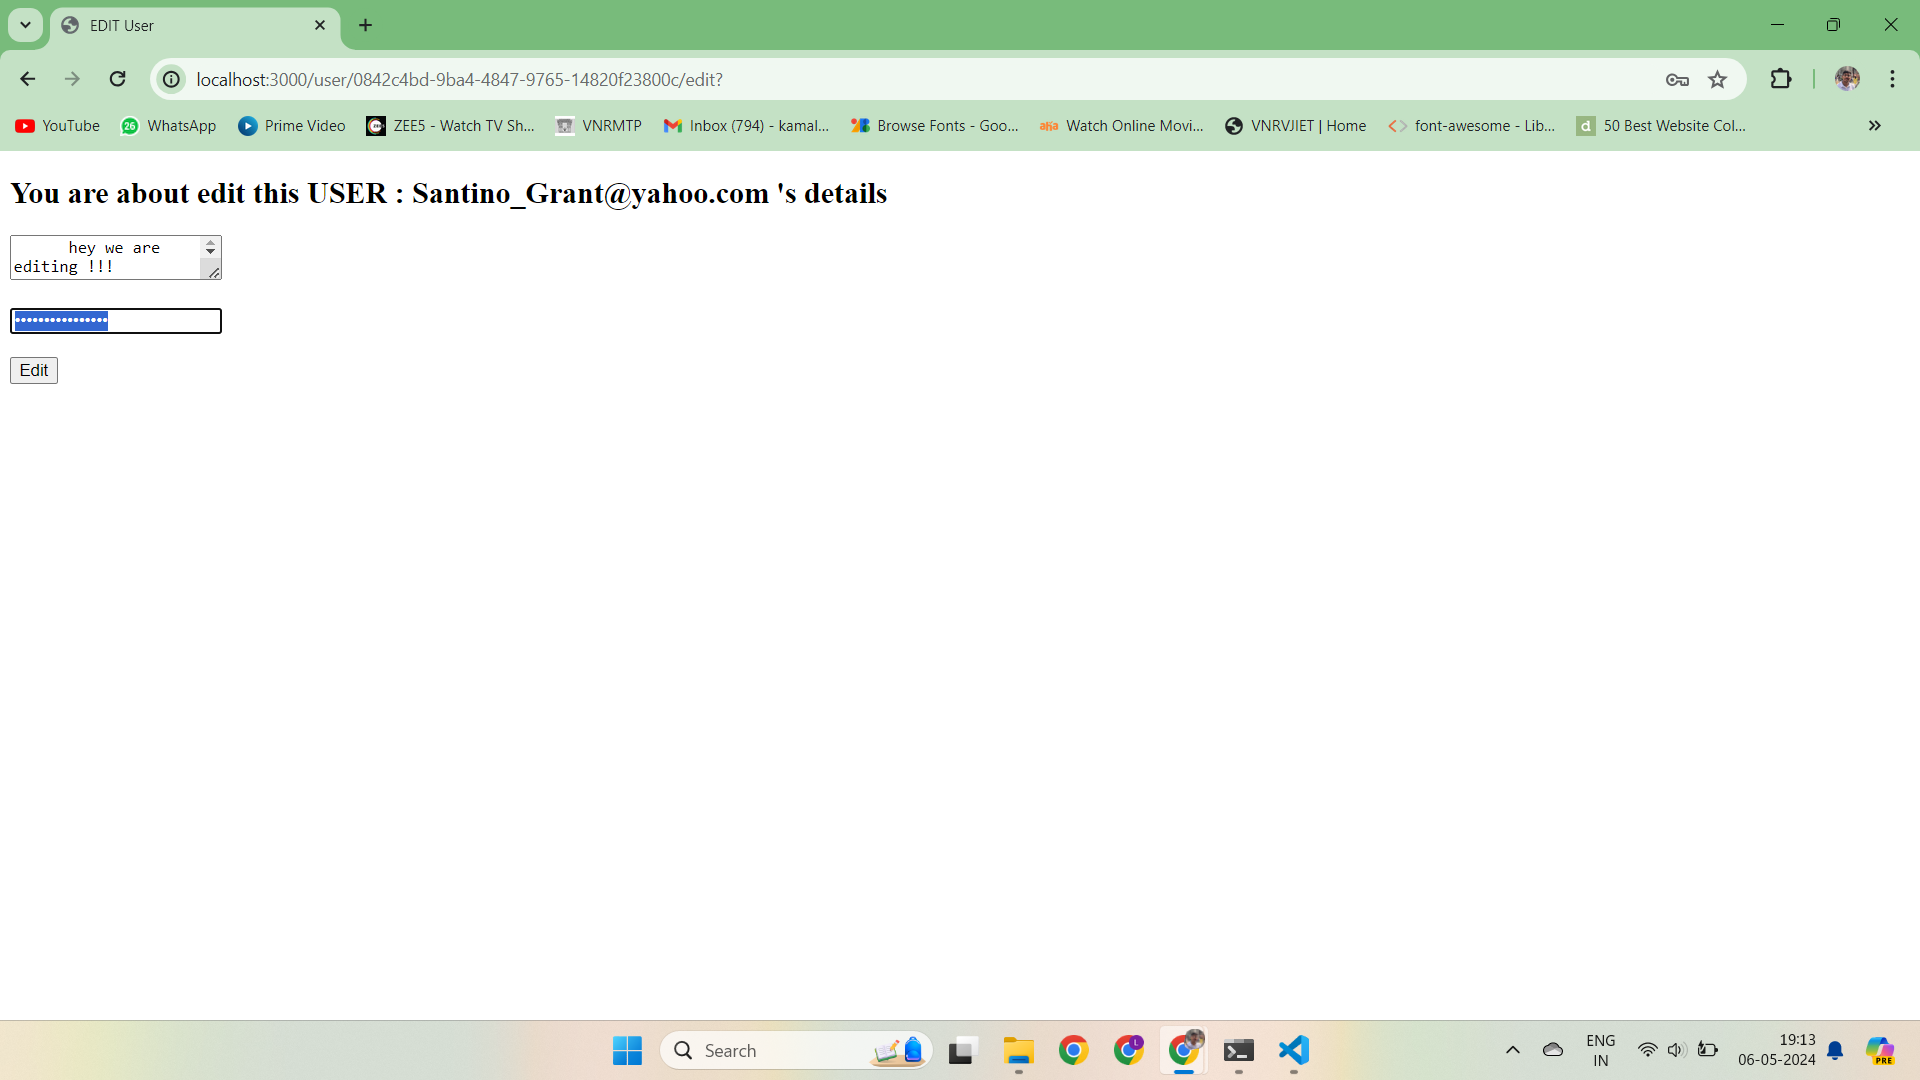 EDIT User
localhost:3000/user/0842c4bd-9ba4-4847-9765-14820f23800c/edit?
YouTube WhatsApp Prime Video ZEE5 - Watch TV Sh... VNRMTP Inbox (794) - kamal... Browse Fonts - Goo... aha Watch Online Movi... VNRVJIET | Home font-awesome - Lib... d 50 Best Website Col...
You are about edit this USER : Santino_Grant@yahoo.com 's details
hey we are
editing !!!
Edit
Search
ENG
IN
19:13
06-05-2024
PRE